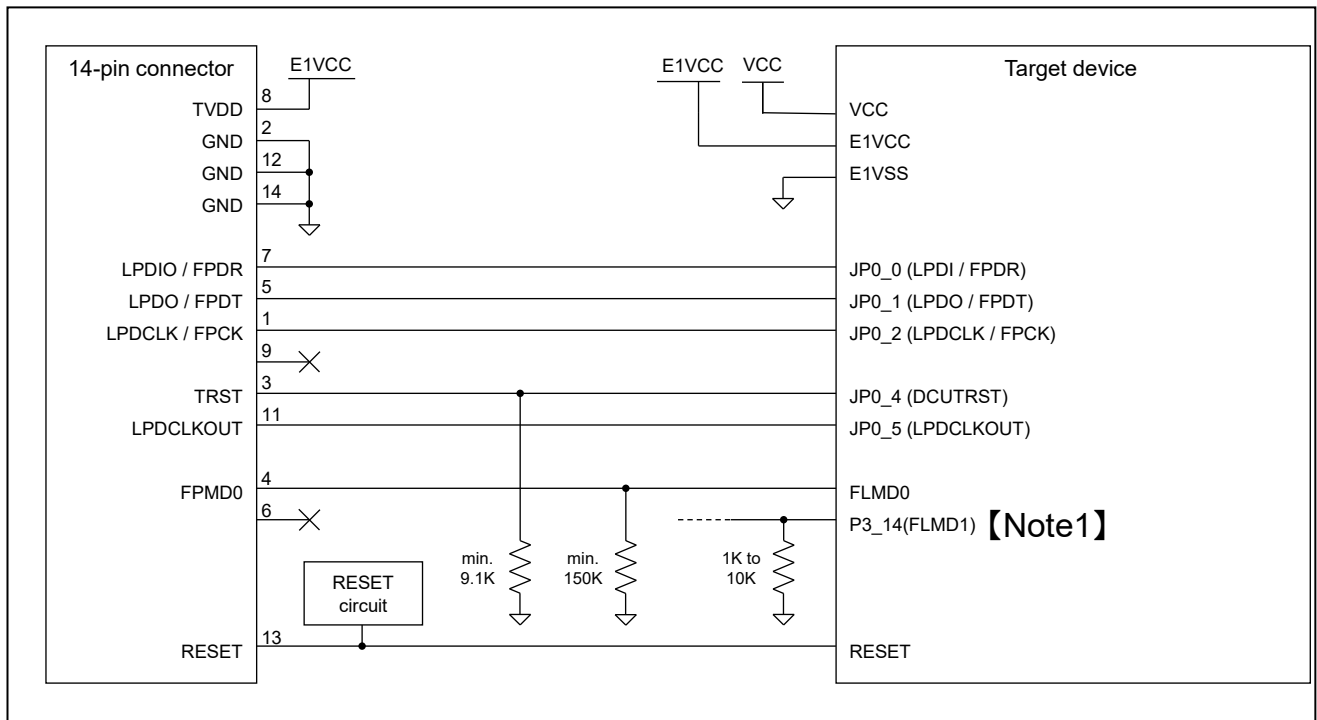 14-pin connector
E1VCC
E1VCC
VCC
Target device
8
TVDD
VCC
2
GND
E1VCC
12
GND
E1VSS
14
GND
7
LPDIO / FPDR
JP0_0 (LPDI / FPDR)
5
LPDO / FPDT
JP0_1 (LPDO / FPDT)
1
LPDCLK / FPCK
JP0_2 (LPDCLK / FPCK)
9
3
TRST
JP0_4 (DCUTRST)
11
LPDCLKOUT
JP0_5 (LPDCLKOUT)
4
FPMD0
FLMD0
6
P3_14(FLMD1)【Note1】
min.
9.1K
min.
150K
1K to
10K
RESET
circuit
13
RESET
RESET